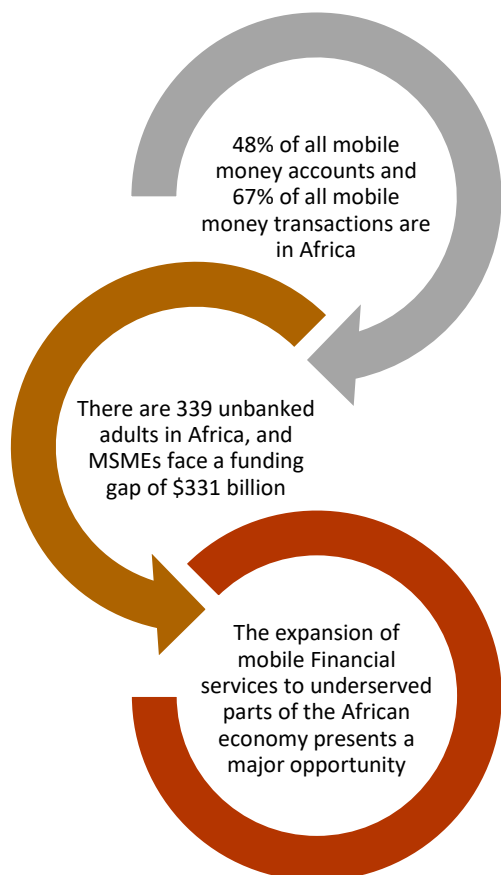 48% of all mobile
money accounts and
67% of all mobile
money transactions are
in Africa
There are 339 unbanked
adults in Africa, and
MSMEs face a funding
gap of $331 billion
The expansion of
mobile Financial
services to underserved
parts of the African
economy presents a
major opportunity